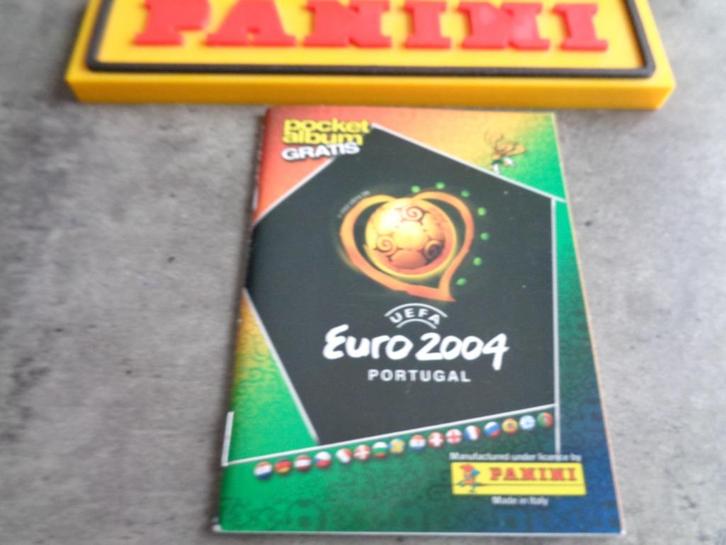 PANINI
pocket
album
GRATIS
UEFA
Euro 2004
PORTUGAL
Manufactured under licence by
PANINI
Made in Italy